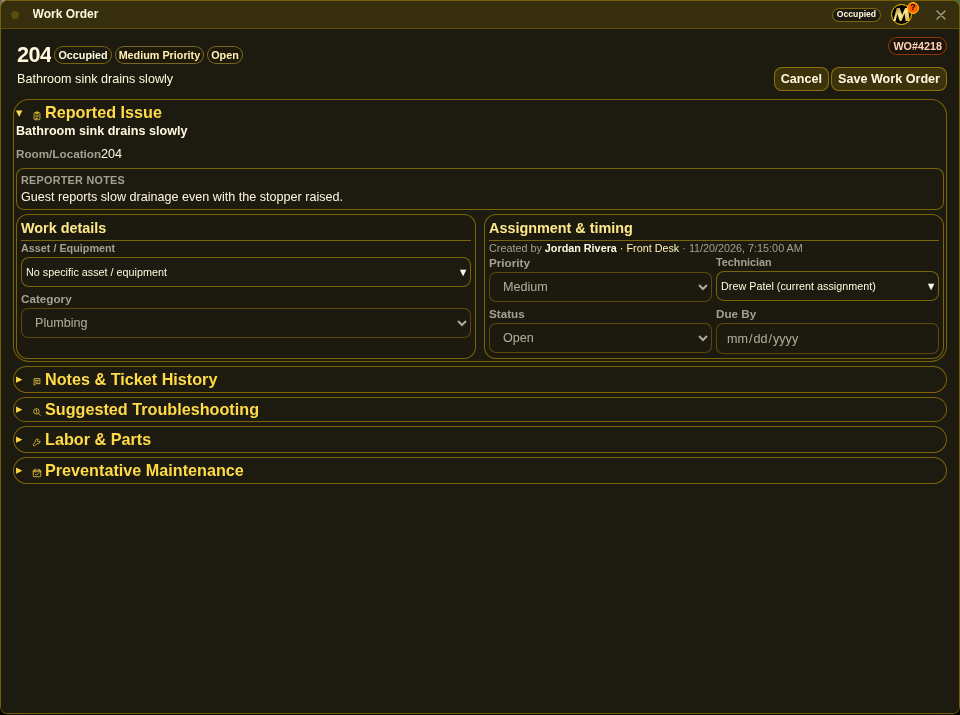 Work Order
Occupied
M?
204 Occupied Medium Priority Open
WO#4218
Bathroom sink drains slowly
Cancel Save Work Order
Reported Issue
Bathroom sink drains slowly
Room/Location204
REPORTER NOTES
Guest reports slow drainage even with the stopper raised.
Work details
Asset / Equipment
No specific asset / equipment
Category
Plumbing
Assignment & timing
Created by Jordan Rivera · Front Desk · 11/20/2026, 7:15:00 AM
Priority
Medium
Technician
Drew Patel (current assignment)
Status
Open
Due By
mm/dd/yyyy
Notes & Ticket History
Suggested Troubleshooting
Labor & Parts
Preventative Maintenance